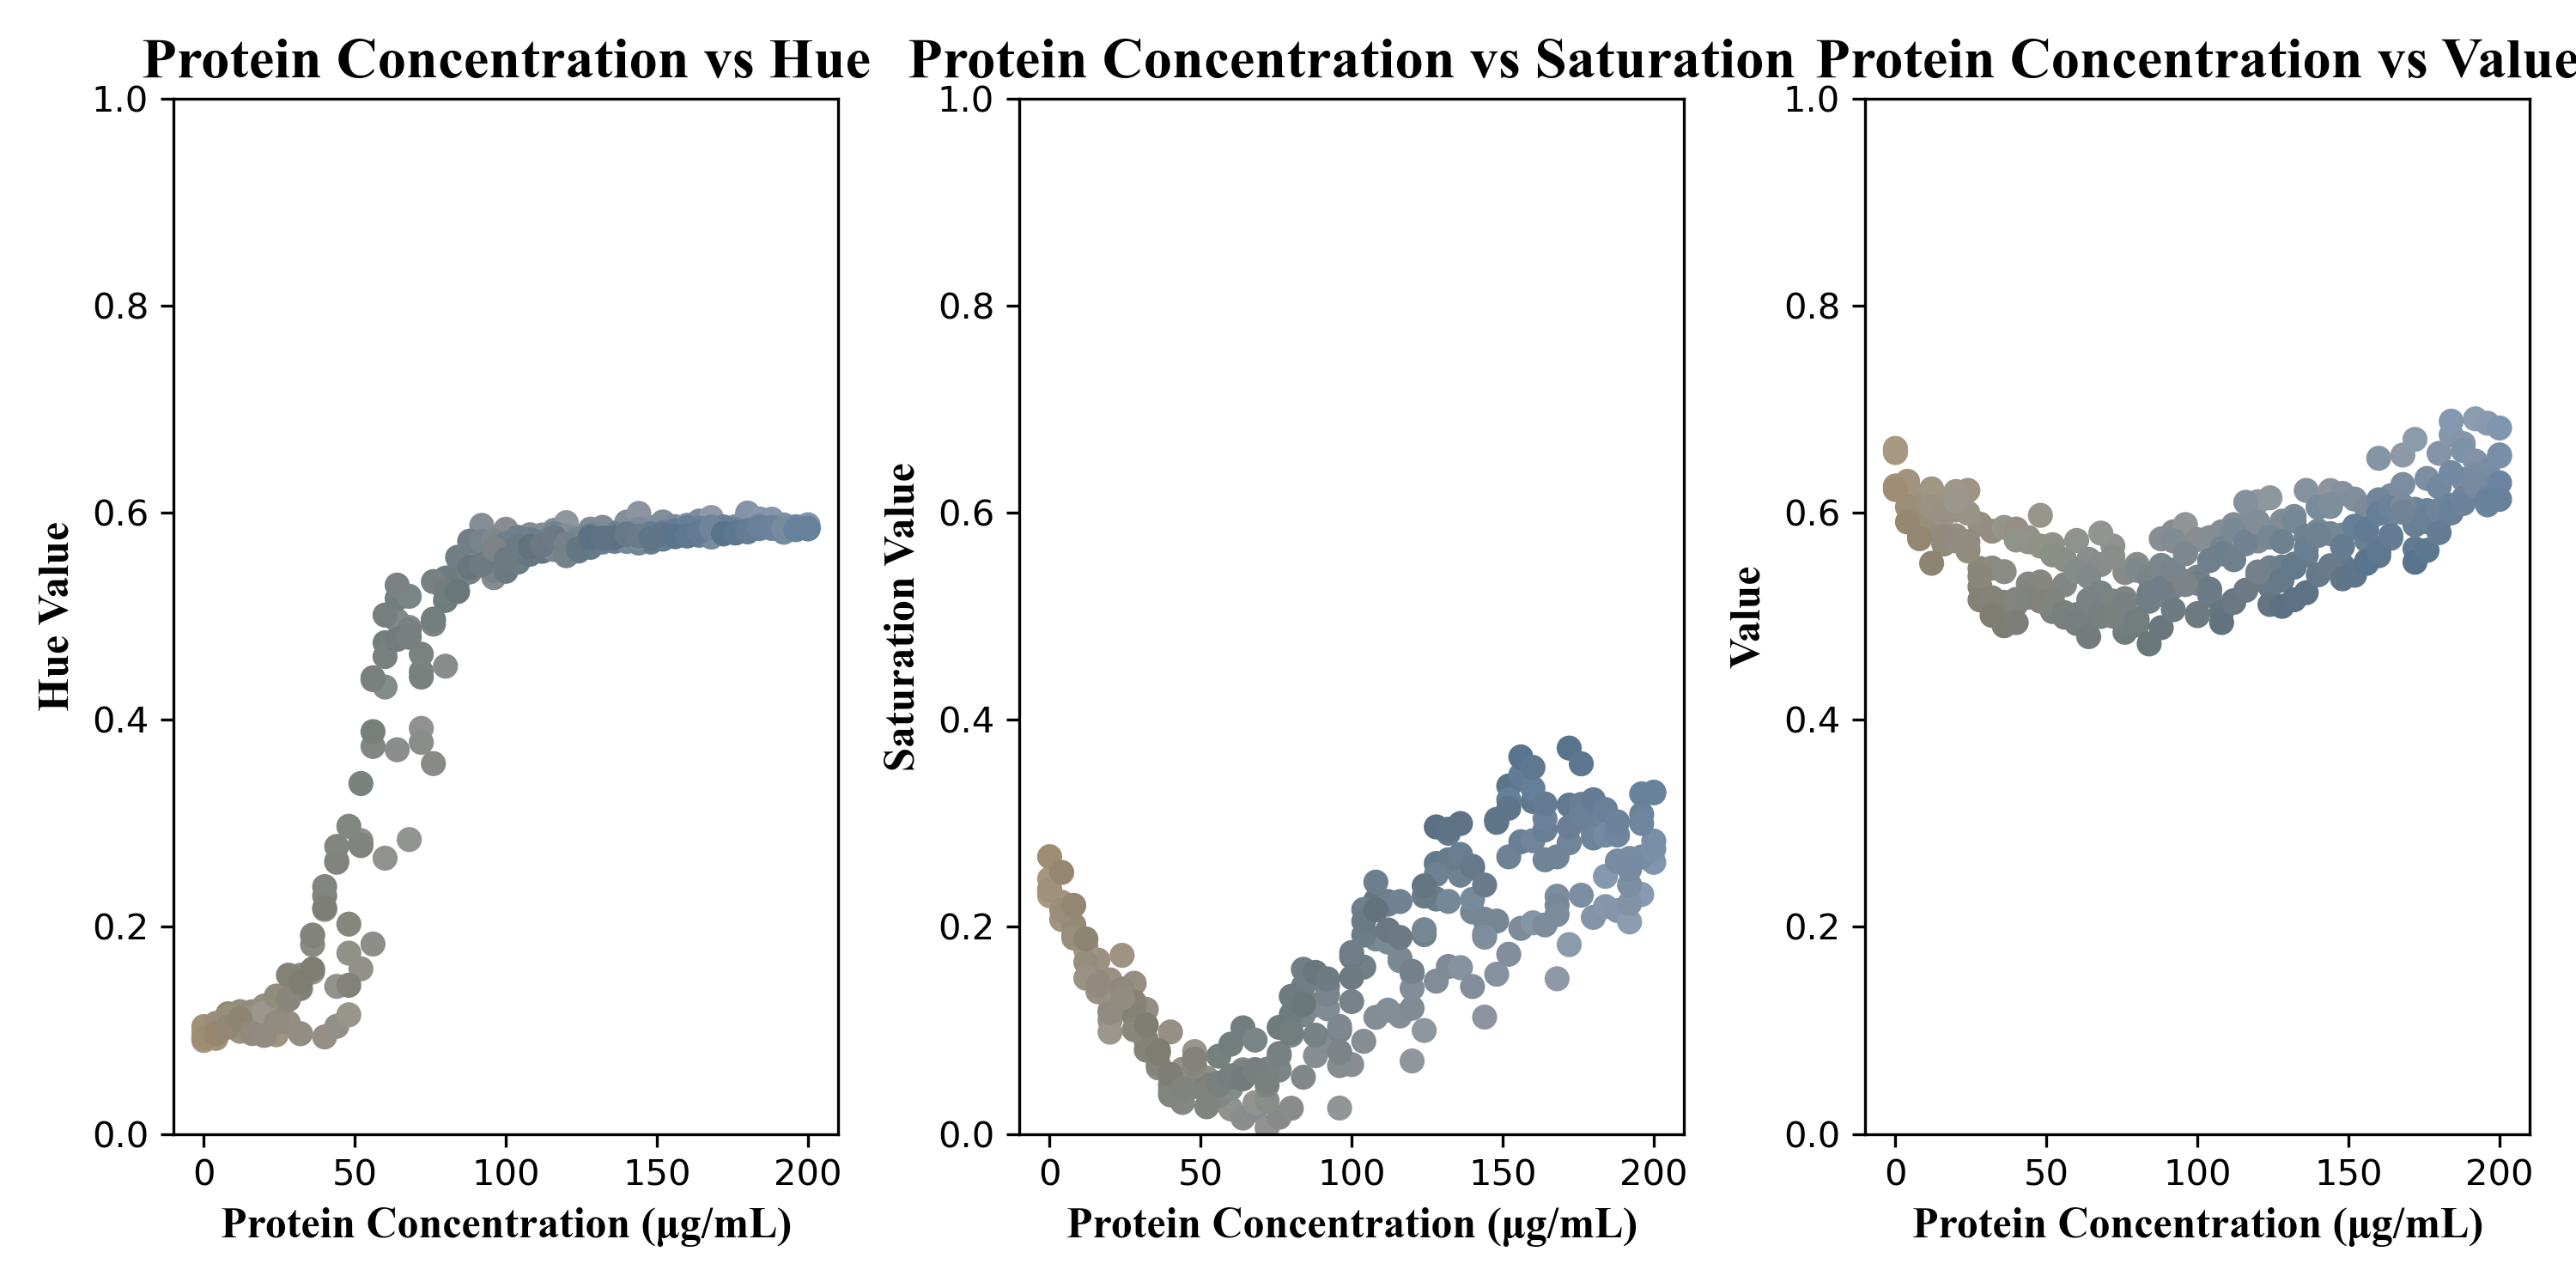 Protein Concentration vs Hue
1.0
0.8
0.6
0.4
0.2
0.0
Hue Value
0 50 100 150 200
Protein Concentration (μg/mL)
Protein Concentration vs Saturation
1.0
0.8
0.6
0.4
0.2
0.0
Saturation Value
0 50 100 150 200
Protein Concentration (μg/mL)
Protein Concentration vs Value
1.0
0.8
0.6
0.4
0.2
0.0
Value
0 50 100 150 200
Protein Concentration (μg/mL)